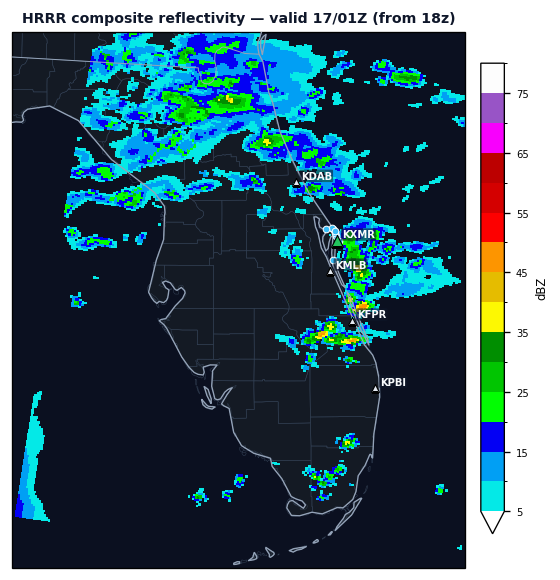 HRRR composite reflectivity — valid 17/01Z (from 18z)
KDAB
KXMR
KMLB
KFPR
KPBI
75
65
55
45
35
25
15
5
dBZ